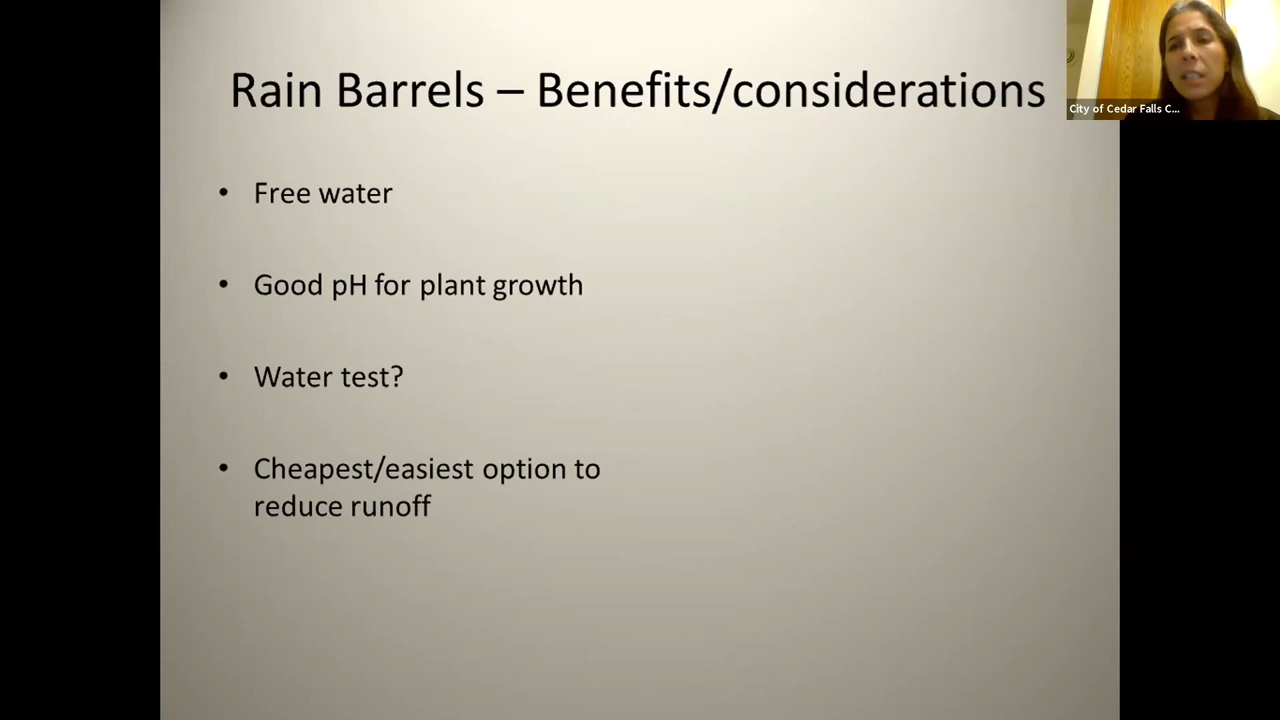 Rain Barrels – Benefits/considerations
City of Cedar Falls C...
• Free water
• Good pH for plant growth
• Water test?
• Cheapest/easiest option to
reduce runoff